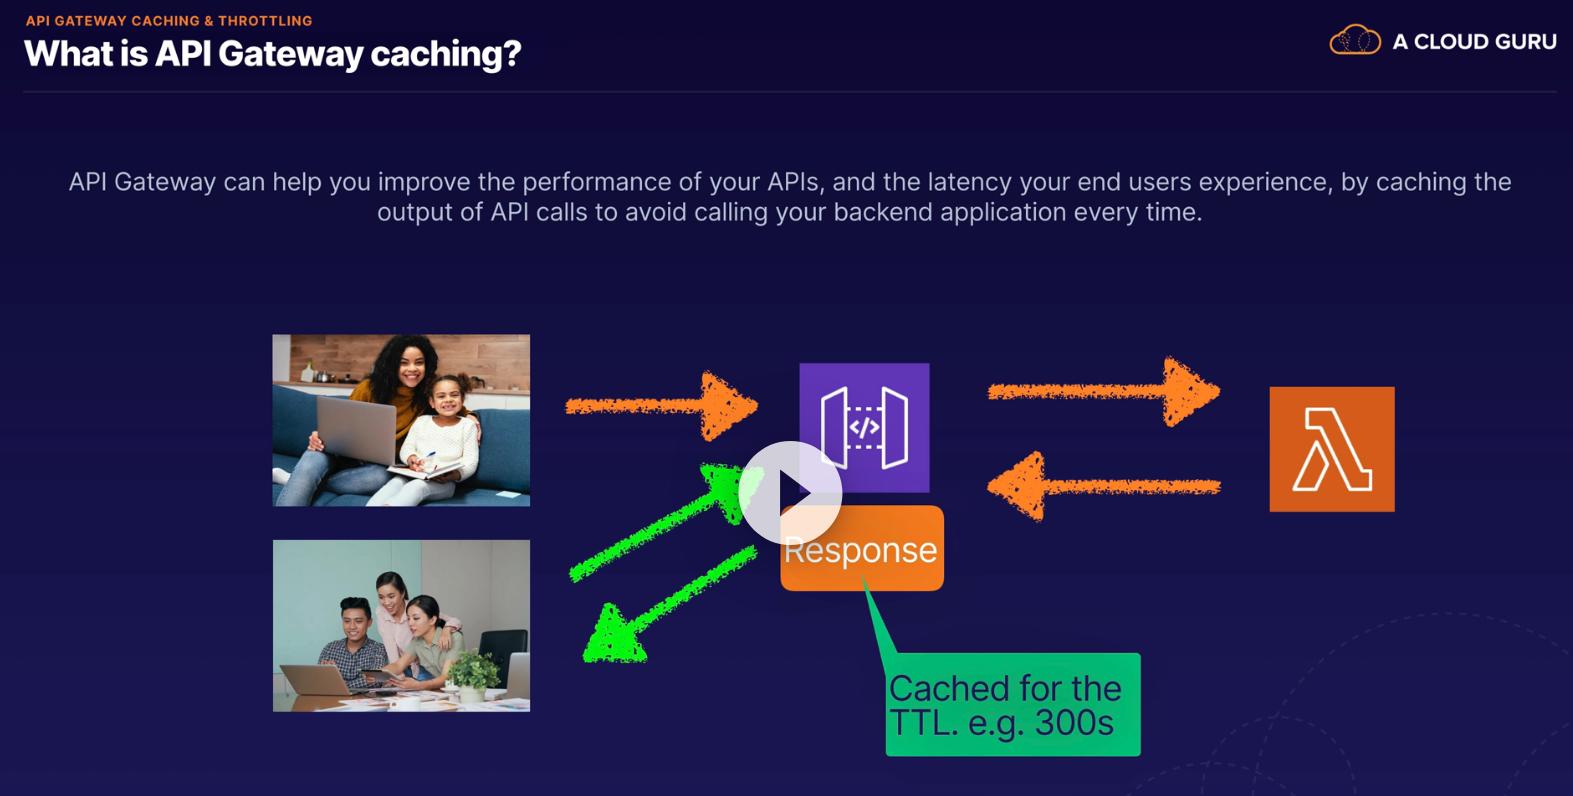 API GATEWAY CACHING & THROTTLING
What is API Gateway caching?
A CLOUD GURU
API Gateway can help you improve the performance of your APIs, and the latency your end users experience, by caching the
output of API calls to avoid calling your backend application every time.
</>
Response
Cached for the
TTL. e.g. 300s